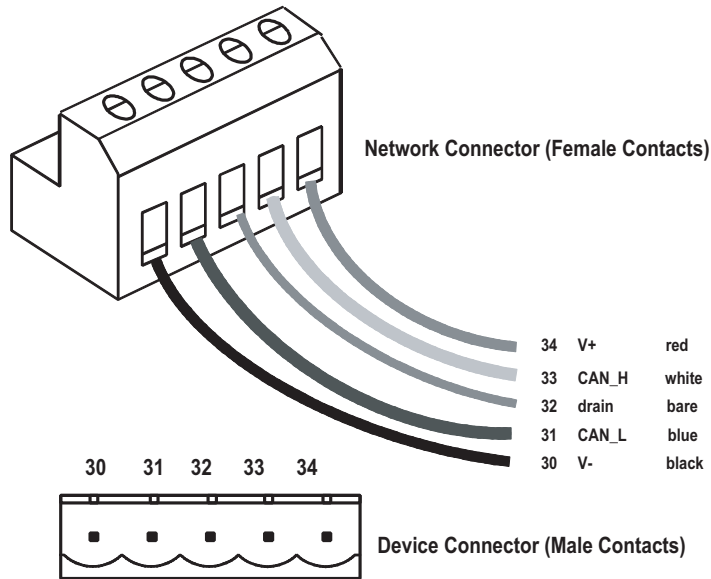 Network Connector (Female Contacts)
34 V+ red
33 CAN_H white
32 drain bare
31 CAN_L blue
30 V- black
30 31 32 33 34
Device Connector (Male Contacts)